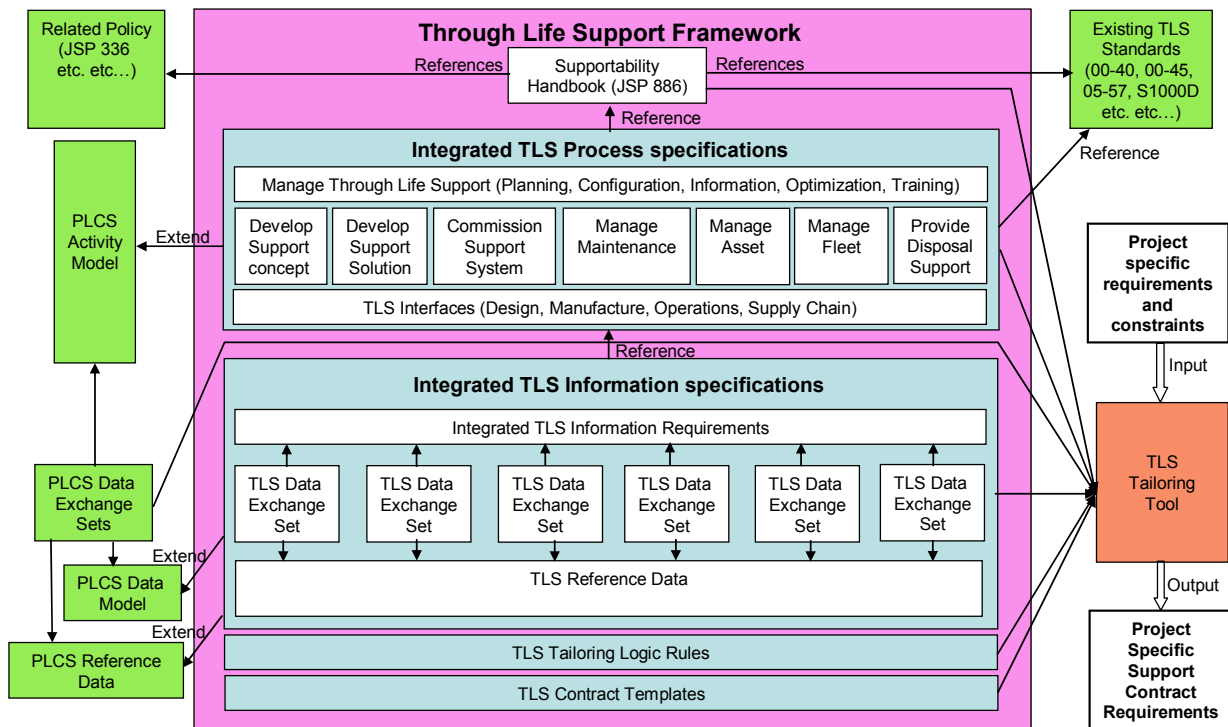 Through Life Support Framework
Related Policy
(JSP 336
etc. etc…)
References
Supportability
Handbook (JSP 886)
References
Existing TLS
Standards
(00-40, 00-45,
05-57, S1000D
etc. etc…)
Reference
Reference
Integrated TLS Process specifications
Manage Through Life Support (Planning, Configuration, Information, Optimization, Training)
PLCS
Activity
Model
Extend
Develop
Support
concept
Develop
Support
Solution
Commission
Support
System
Manage
Maintenance
Manage
Asset
Manage
Fleet
Provide
Disposal
Support
TLS Interfaces (Design, Manufacture, Operations, Supply Chain)
Project
specific
requirements
and
constraints
Input
Reference
Integrated TLS Information specifications
Integrated TLS Information Requirements
PLCS Data
Exchange
Sets
TLS Data
Exchange
Set
TLS Data
Exchange
Set
TLS Data
Exchange
Set
TLS Data
Exchange
Set
TLS Data
Exchange
Set
TLS Data
Exchange
Set
TLS
Tailoring
Tool
Extend
PLCS Data
Model
TLS Reference Data
Output
Extend
PLCS Reference
Data
TLS Tailoring Logic Rules
TLS Contract Templates
Project
Specific
Support
Contract
Requirements